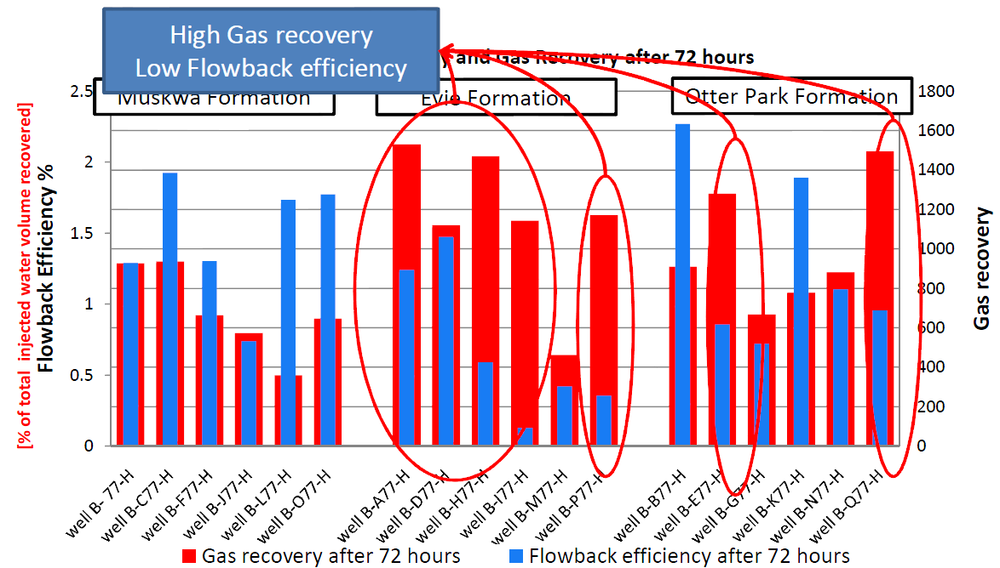 High Gas recovery
Low Flowback efficiency
y and Gas Recovery after 72 hours
Muskwa Formation
Evie Formation
Otter Park Formation
[% of total injected water volume recovered]
Flowback Efficiency %
2.5
2
1.5
1
0.5
0
1800
1600
1400
1200
1000
800
600
400
200
0
Gas recovery
well B- 77-H
well B-C77-H
well B-F77-H
well B-J77-H
well B-L77-H
well B-O77-H
well B-A77-H
well B-D77-H
well B-H77-H
well B-I77-H
well B-M77-H
well B-P77-H
well B-B77-H
well B-E77-H
well B-G77-H
well B-K77-H
well B-N77-H
well B-Q77-H
Gas recovery after 72 hours
Flowback efficiency after 72 hours